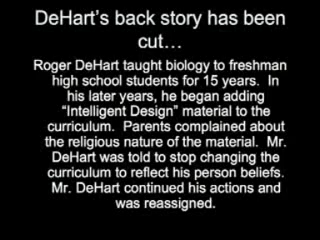 DeHart's back story has been
cut…
Roger DeHart taught biology to freshman
high school students for 15 years.  In
his later years, he began adding
"Intelligent Design" material to the
curriculum.  Parents complained about
the religious nature of the material.  Mr.
DeHart was told to stop changing the
curriculum to reflect his person beliefs.
Mr. DeHart continued his actions and
was reassigned.